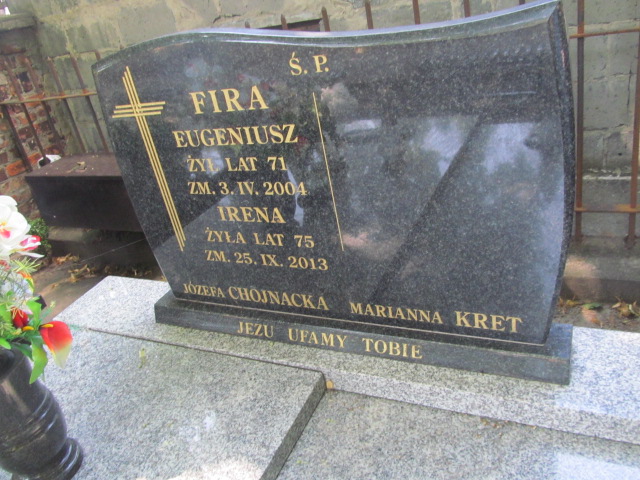 Ś. P.
FIRA
EUGENIUSZ
ŻYŁ LAT 71
ZM. 3. IV. 2004
IRENA
ŻYŁA LAT 75
ZM. 25. IX. 2013
JÓZEFA CHOJNACKA MARIANNA KRET
JEZU UFAMY TOBIE